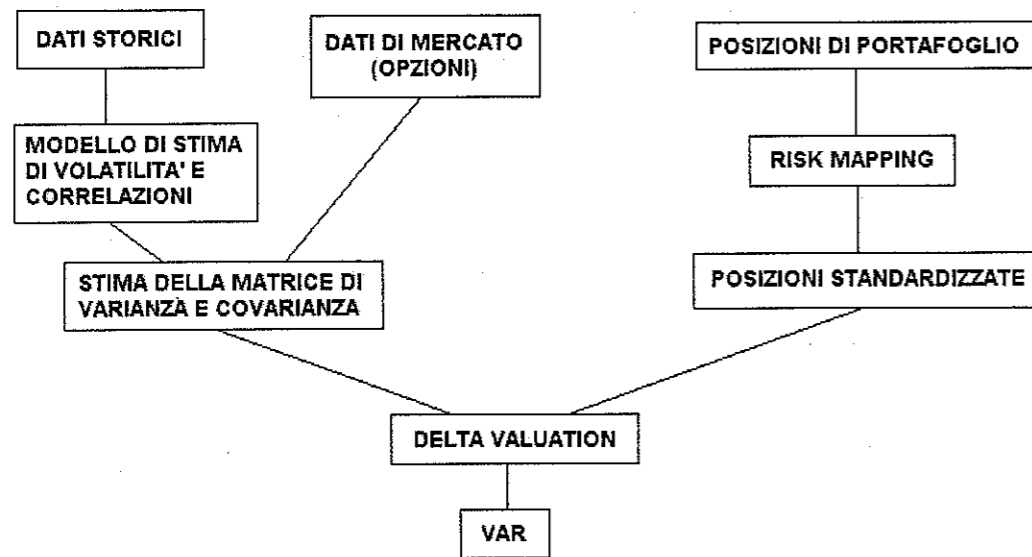 DATI STORICI
DATI DI MERCATO
(OPZIONI)
POSIZIONI DI PORTAFOGLIO
MODELLO DI STIMA
DI VOLATILITA' E
CORRELAZIONI
RISK MAPPING
STIMA DELLA MATRICE DI
VARIANZA E COVARIANZA
POSIZIONI STANDARDIZZATE
DELTA VALUATION
VAR